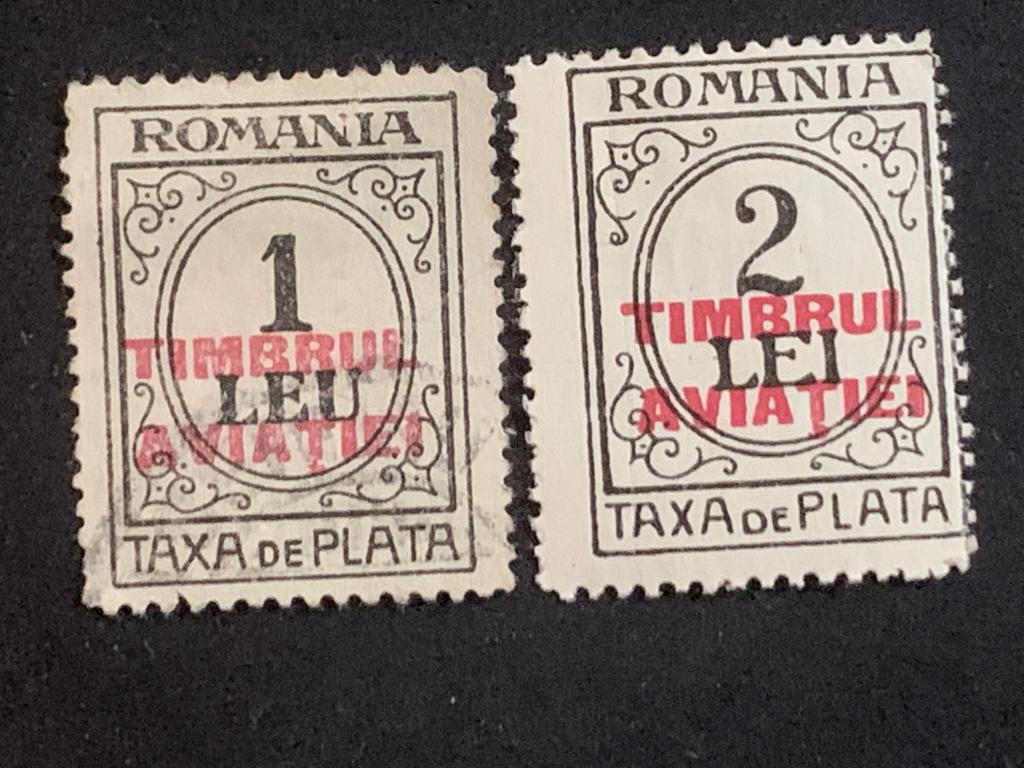 ROMANIA
1
TIMBRUL
LEU
AVIAȚIEI
TAXA DE PLATA
ROMANIA
2
TIMBRUL
LEI
AVIAȚIEI
TAXA DE PLATA